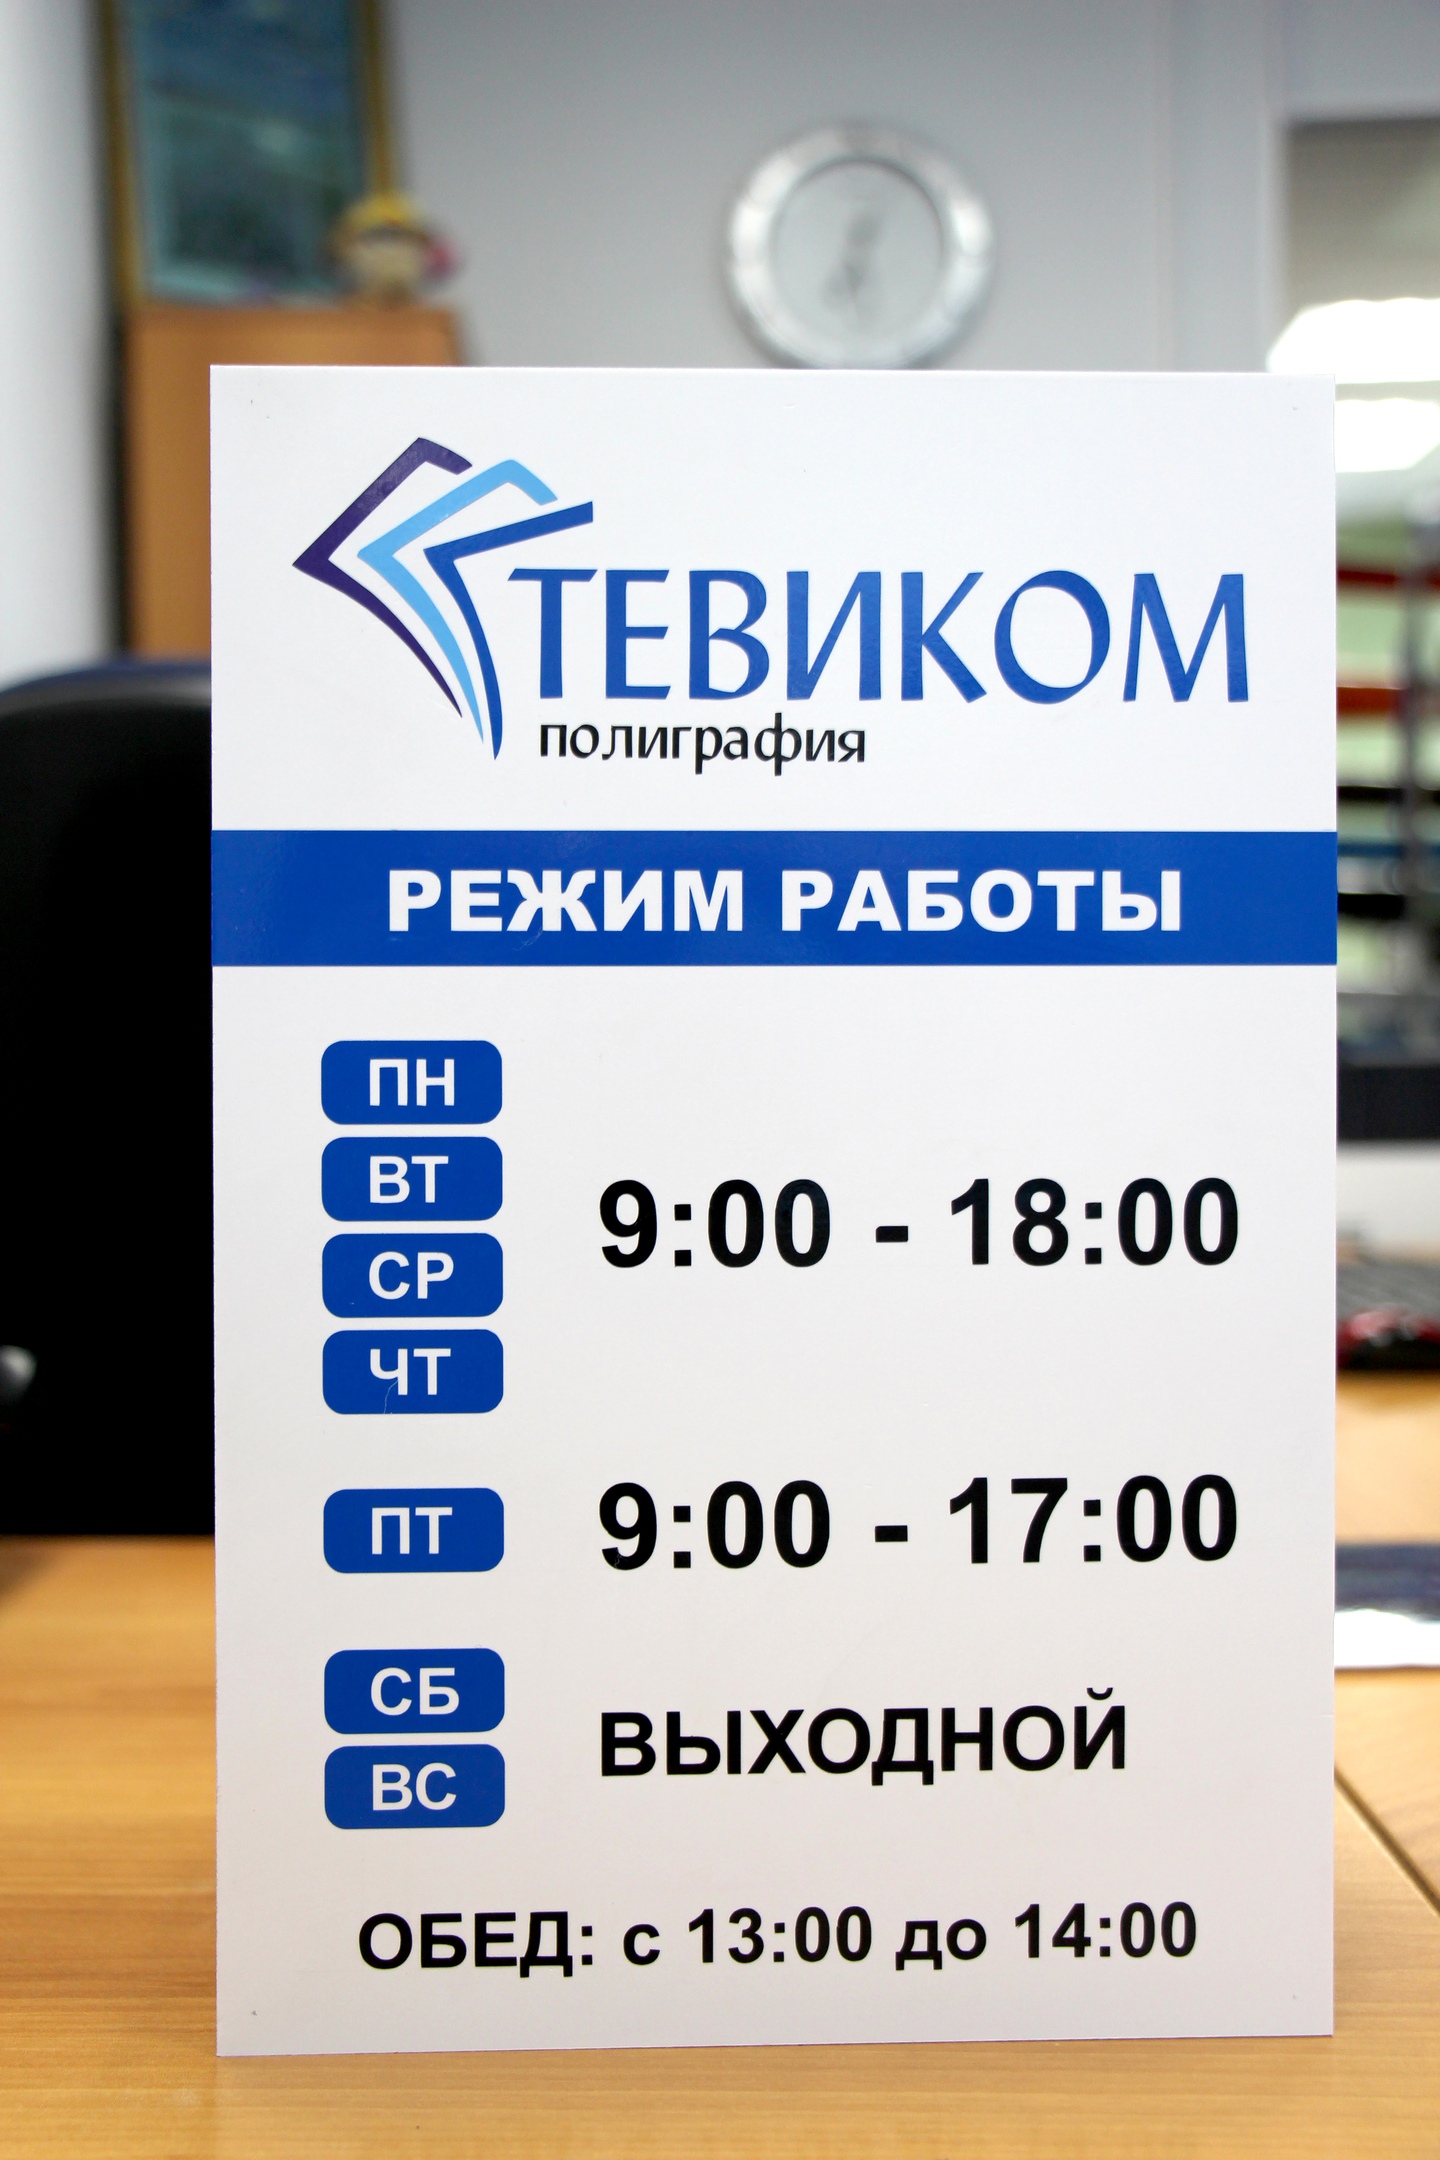 ТЕВИКОМ
полиграфия
РЕЖИМ РАБОТЫ
ПН
ВТ
СР
ЧТ
9:00 - 18:00
ПТ
9:00 - 17:00
СБ
ВС
ВЫХОДНОЙ
ОБЕД: с 13:00 до 14:00